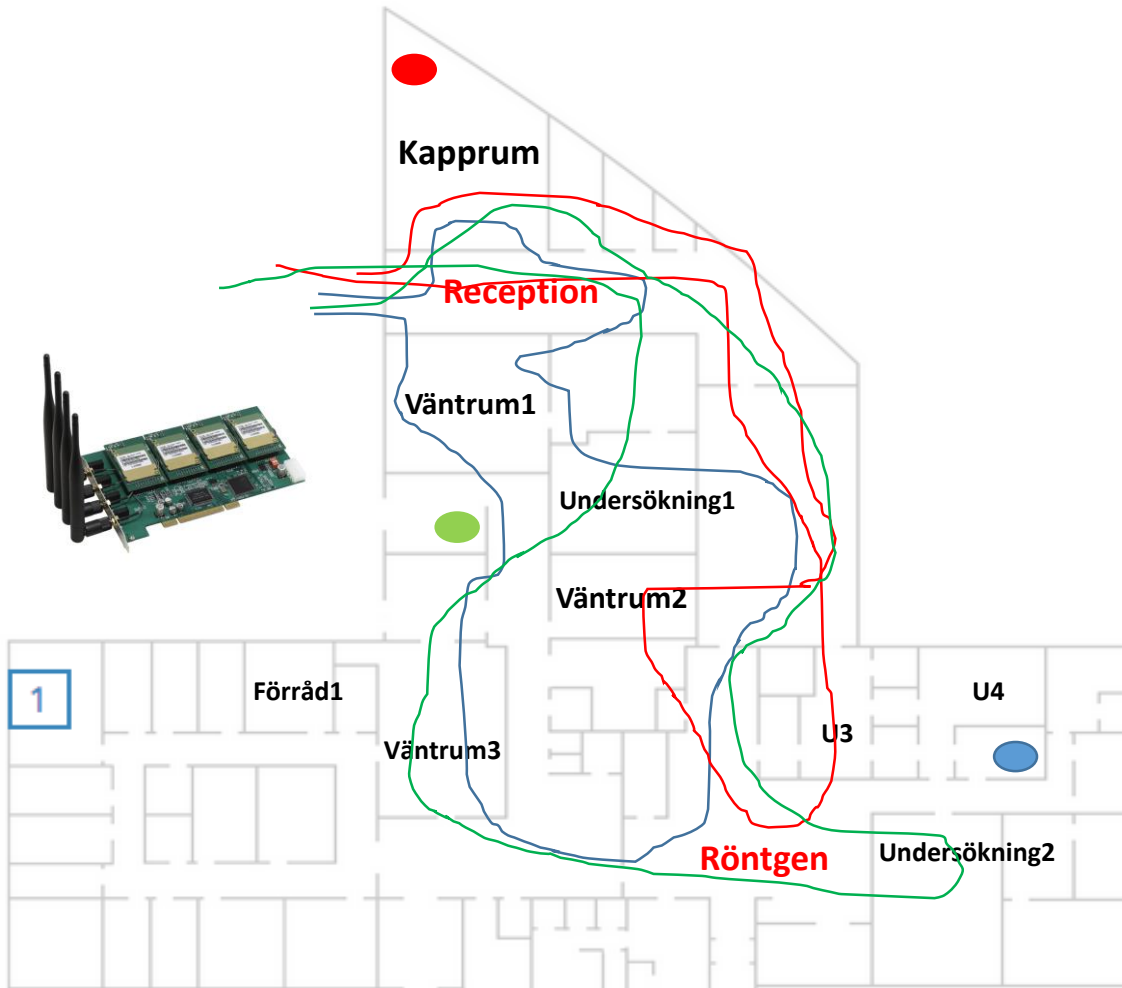 Kapprum
Reception
Väntrum1
Undersökning1
Väntrum2
Förråd1
1
U4
U3
Väntrum3
Röntgen
Undersökning2